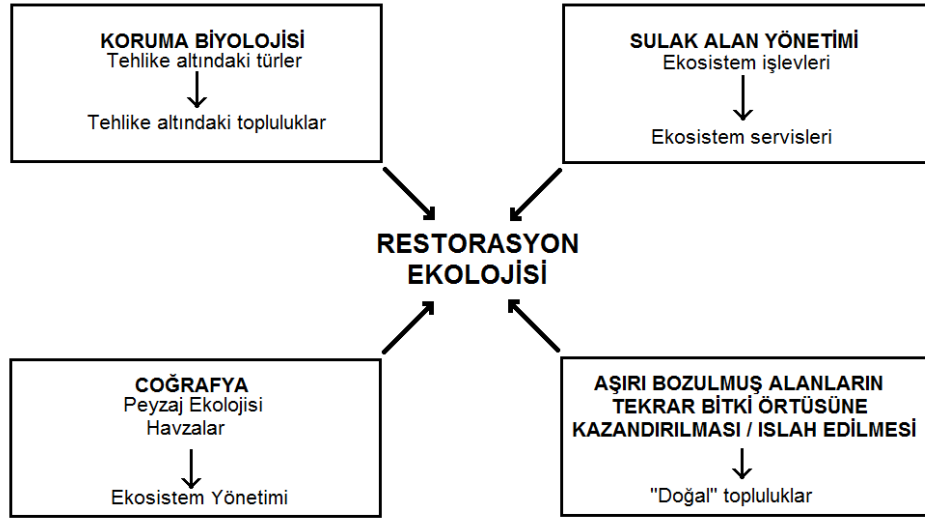 KORUMA BİYOLOJİSİ
Tehlike altındaki türler
Tehlike altındaki topluluklar
SULAK ALAN YÖNETİMİ
Ekosistem işlevleri
Ekosistem servisleri
RESTORASYON
EKOLOJİSİ
COĞRAFYA
Peyzaj Ekolojisi
Havzalar
Ekosistem Yönetimi
AŞIRI BOZULMUŞ ALANLARIN
TEKRAR BİTKİ ÖRTÜSÜNE
KAZANDIRILMASI / ISLAH EDİLMESİ
"Doğal" topluluklar